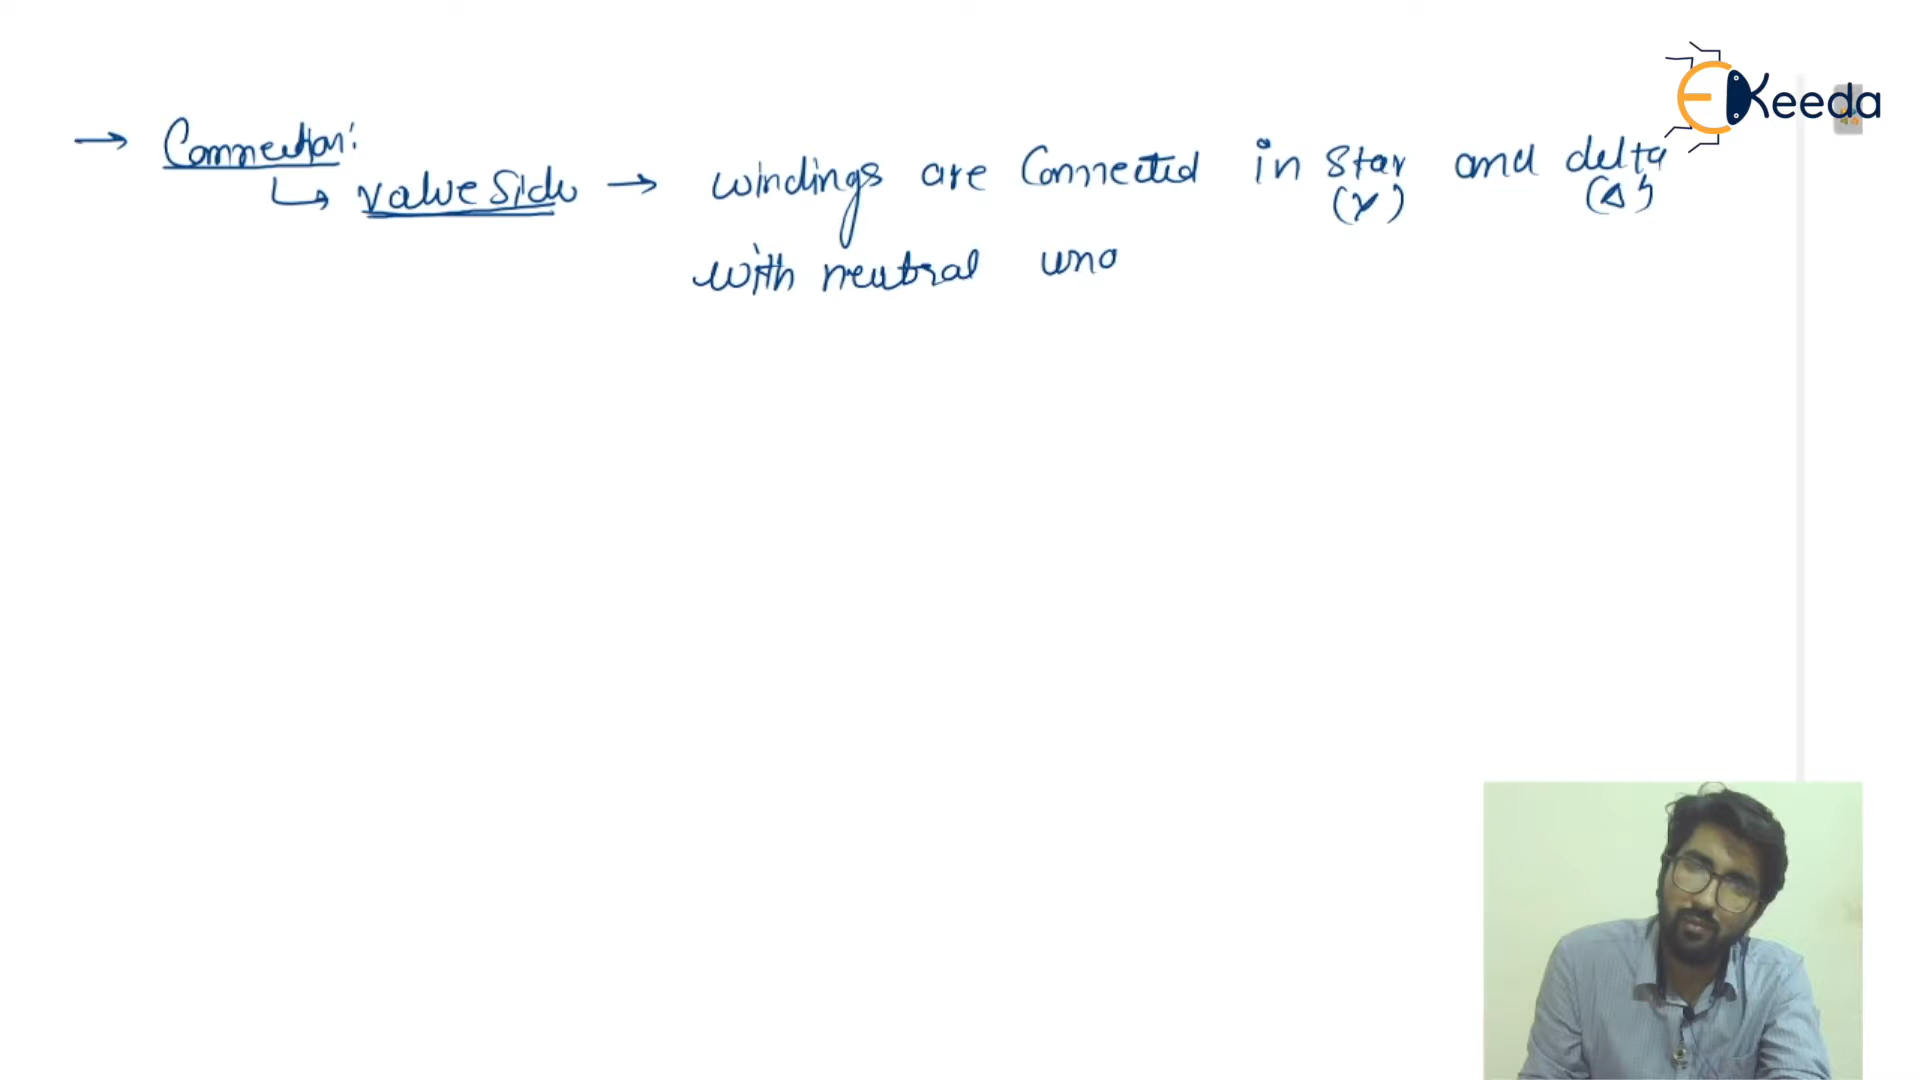 EKeeda
→ Connection:
↳ valve Side → windings are Connected in Star and delta
(Y) (Δ)
with neutral uno